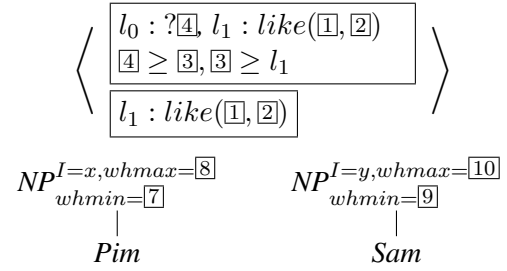 l₀ : ?4, l₁ : like(1, 2)
4 ≥ 3, 3 ≥ l₁
l₁ : like(1, 2)
NP I=x,whmax=8 whmin=7 NP I=y,whmax=10 whmin=9
Pim Sam